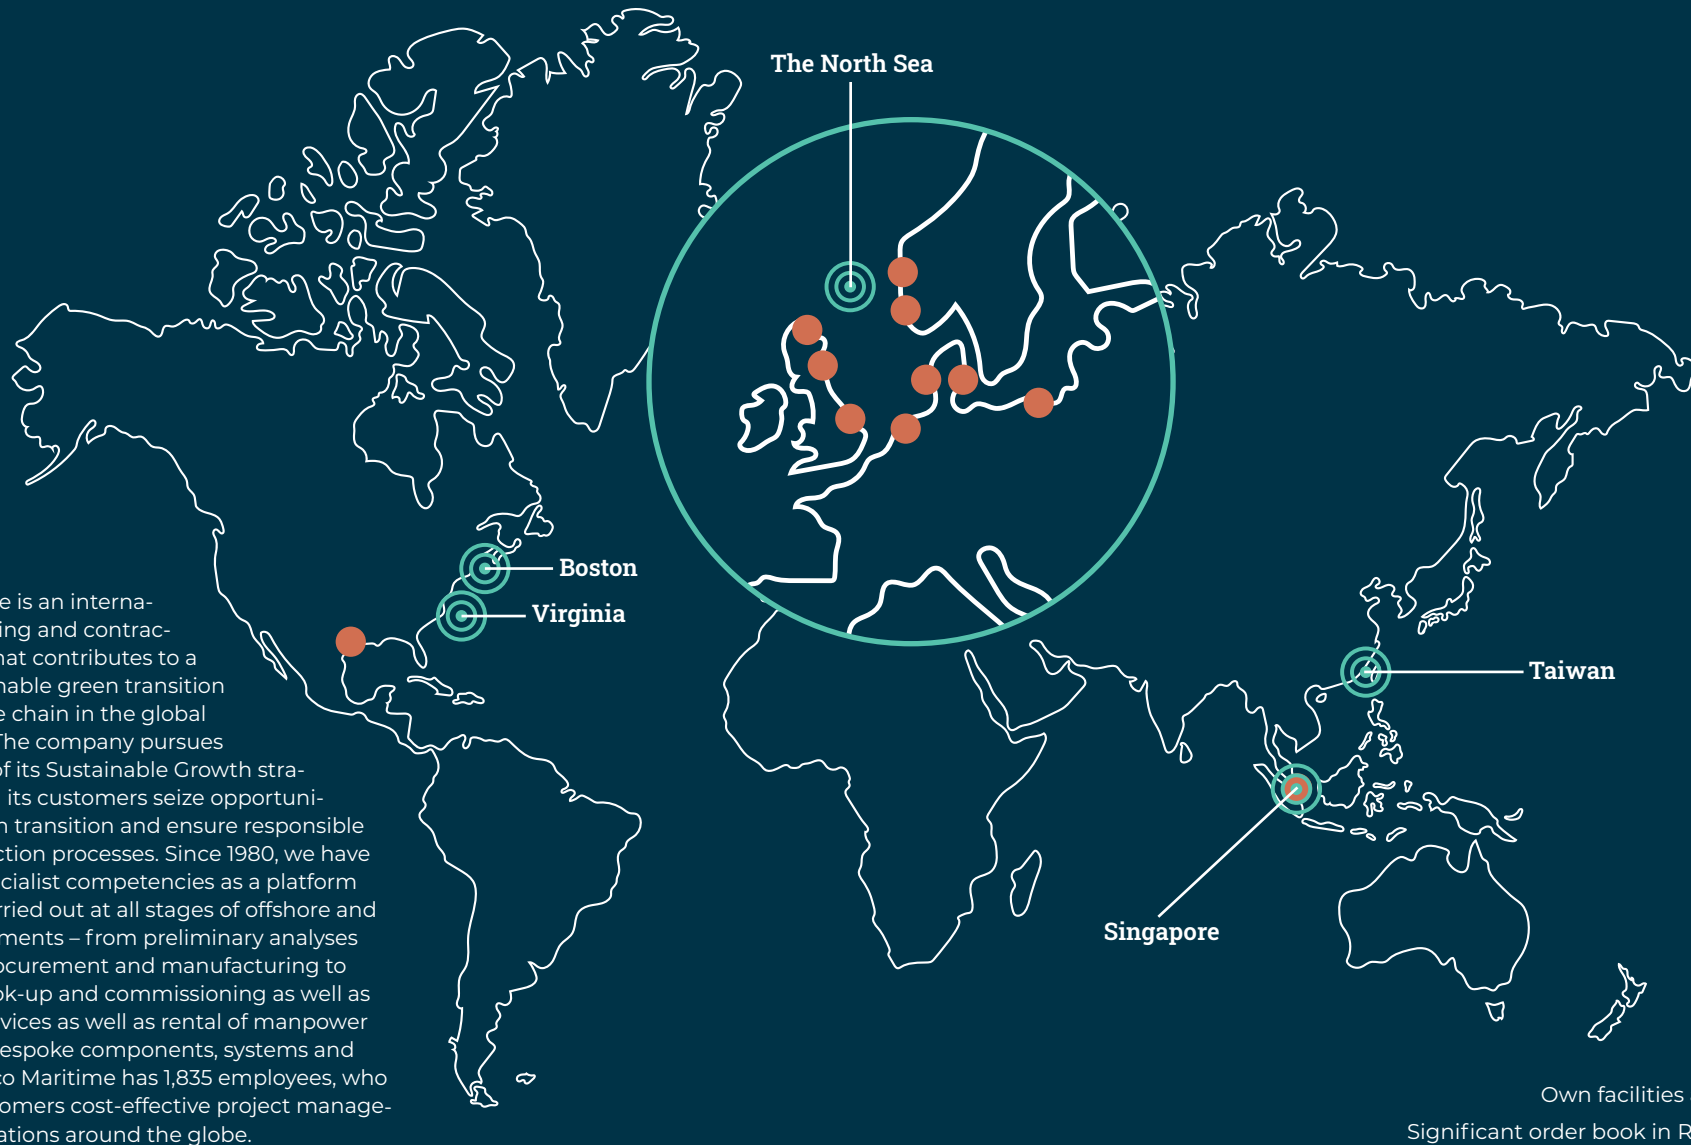 The North Sea
Boston
Virginia
Taiwan
Singapore
e is an interna-
ing and contrac-
hat contributes to a
nable green transition
e chain in the global
The company pursues
of its Sustainable Growth stra-
its customers seize opportuni-
n transition and ensure responsible
ction processes. Since 1980, we have
cialist competencies as a platform
rried out at all stages of offshore and
ments – from preliminary analyses
ocurement and manufacturing to
ok-up and commissioning as well as
vices as well as rental of manpower
bespoke components, systems and
co Maritime has 1,835 employees, who
omers cost-effective project manage-
ations around the globe.
Own facilities
Significant order book in R